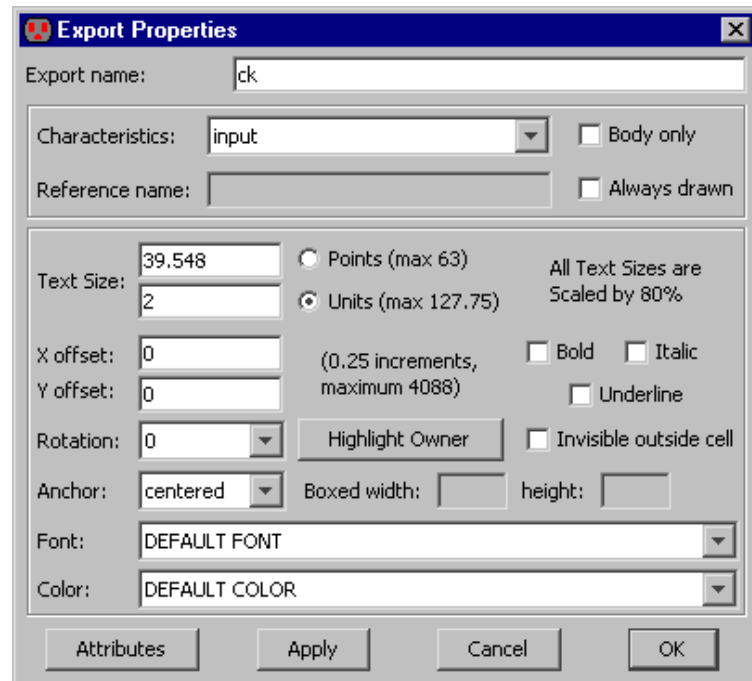 Export Properties
Export name: ck
Characteristics: input Body only
Reference name: Always drawn
Text Size: 39.548 Points (max 63)
2 Units (max 127.75)
All Text Sizes are
Scaled by 80%
X offset: 0
Y offset: 0
(0.25 increments,
maximum 4088)
Bold Italic
Underline
Rotation: 0 Highlight Owner Invisible outside cell
Anchor: centered Boxed width: height:
Font: DEFAULT FONT
Color: DEFAULT COLOR
Attributes Apply Cancel OK